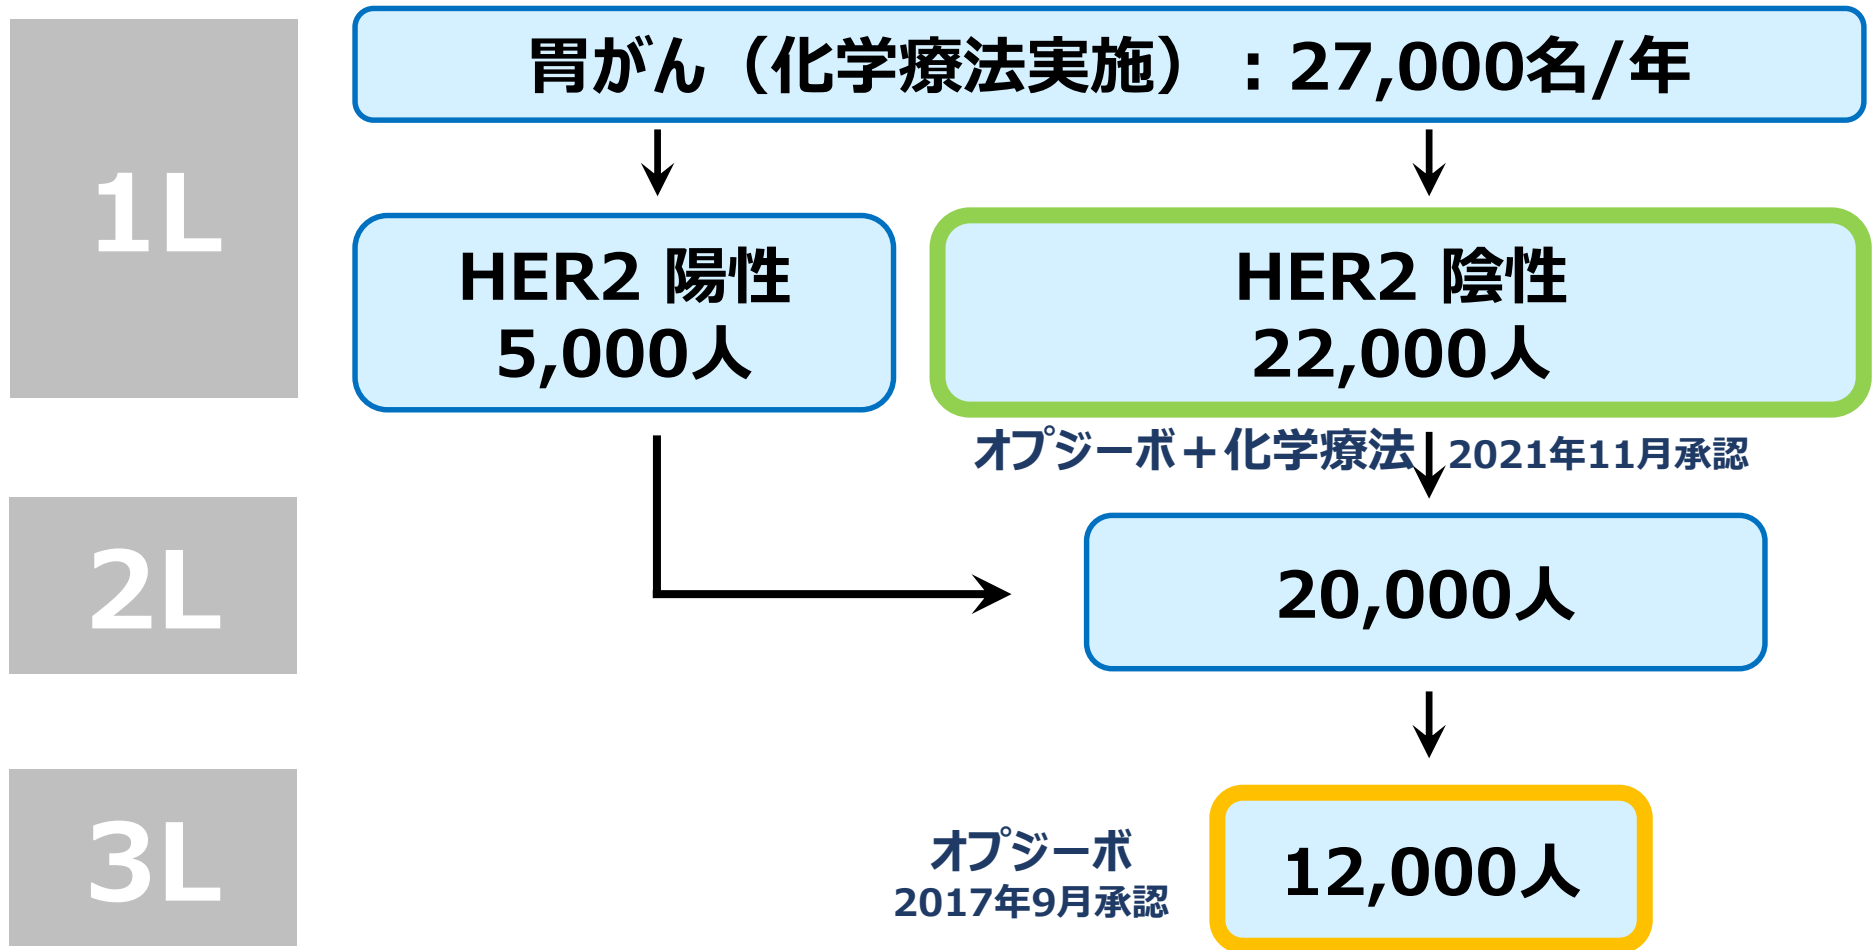 1L
胃がん（化学療法実施）：27,000名/年
HER2 陽性
5,000人
HER2 陰性
22,000人
オプジーボ＋化学療法 2021年11月承認
2L
20,000人
3L
オプジーボ
2017年9月承認
12,000人